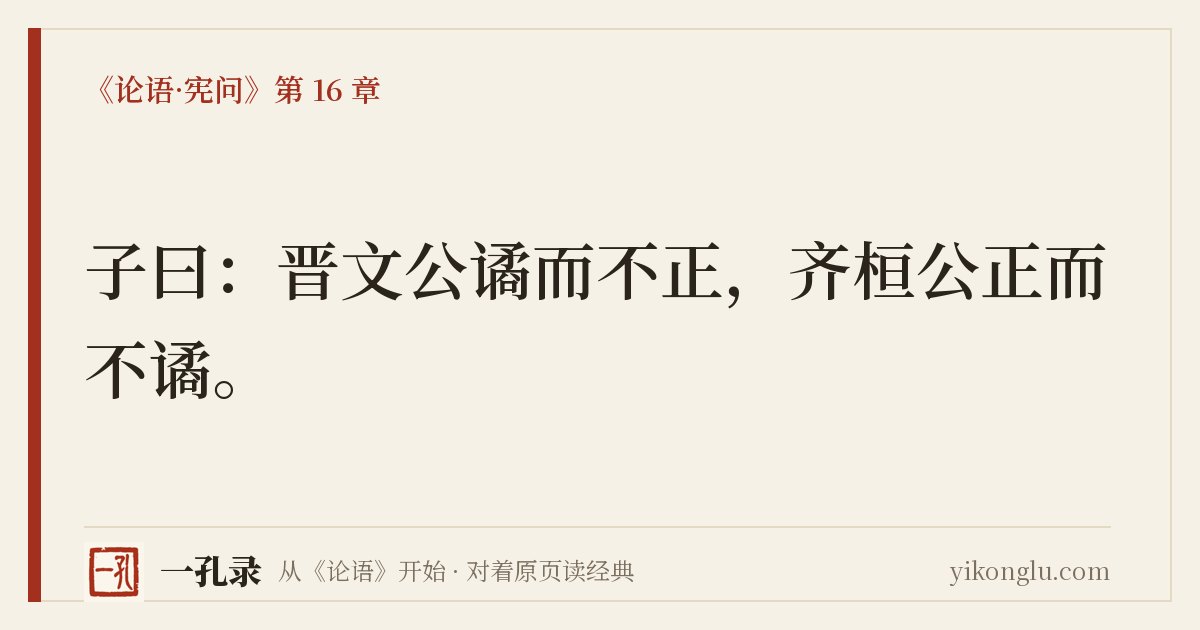 《论语·宪问》第 16 章
子曰：晋文公谲而不正，齐桓公正而
不谲。
一孔
一孔录 从《论语》开始 · 对着原页读经典 yikonglu.com